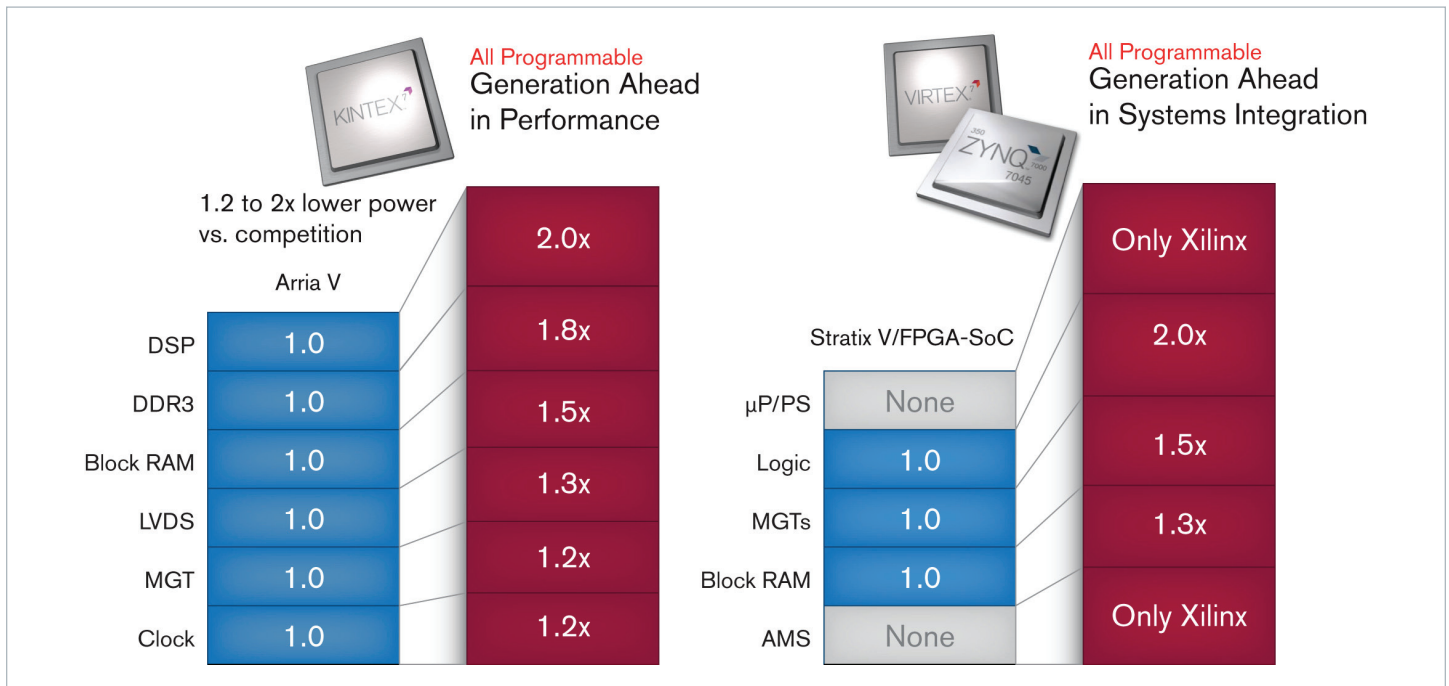 KINTEX 7
All Programmable
Generation Ahead
in Performance
1.2 to 2x lower power
vs. competition
Arria V
DSP 1.0 2.0x
DDR3 1.0 1.8x
Block RAM 1.0 1.5x
LVDS 1.0 1.3x
MGT 1.0 1.2x
Clock 1.0 1.2x
VIRTEX 7
350
ZYNQ 7000
7045
All Programmable
Generation Ahead
in Systems Integration
Stratix V/FPGA-SoC
µP/PS None Only Xilinx
Logic 1.0 2.0x
MGTs 1.0 1.5x
Block RAM 1.0 1.3x
AMS None Only Xilinx